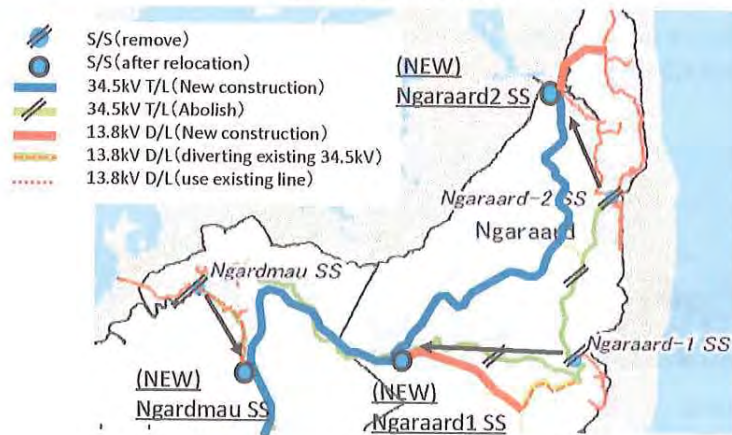 S/S(remove)
S/S(after relocation)
34.5kV T/L(New construction)
34.5kV T/L(Abolish)
13.8kV D/L(New construction)
13.8kV D/L(diverting existing 34.5kV)
13.8kV D/L(use existing line)
(NEW)
Ngaraard2 SS
Ngaraard-2 SS
Ngaraard
Ngardmau SS
Ngaraard-1 SS
(NEW)
Ngardmau SS
(NEW)
Ngaraard1 SS